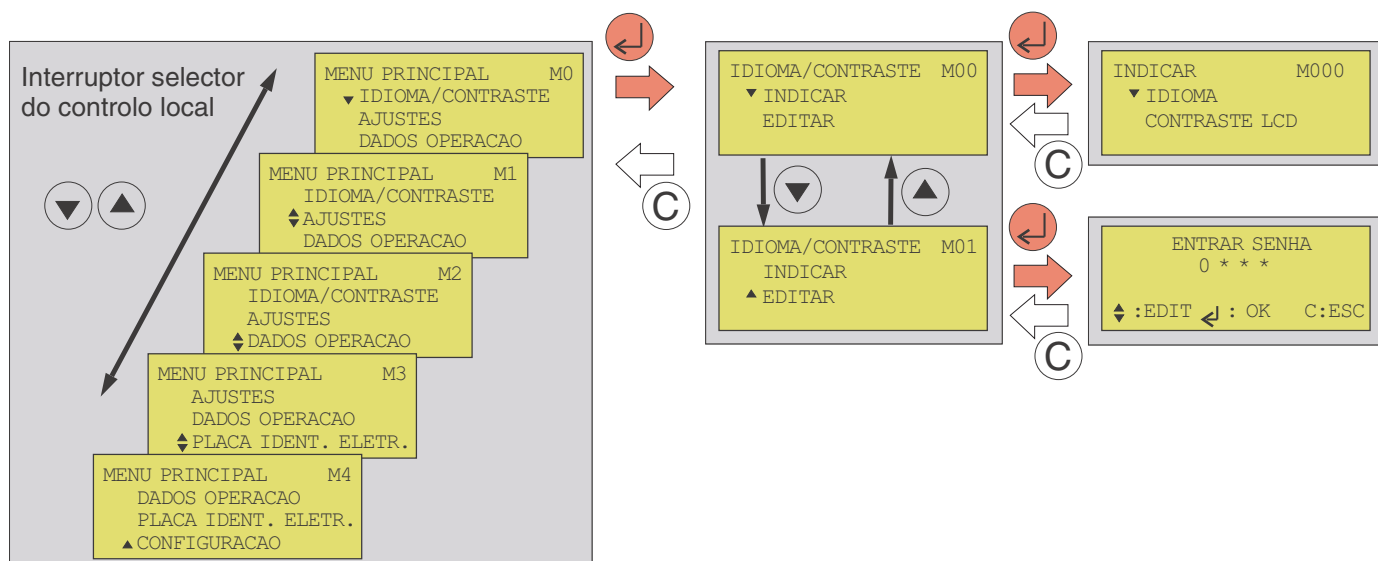 Interruptor selector
do controlo local
MENU PRINCIPAL M0
▼ IDIOMA/CONTRASTE
AJUSTES
DADOS OPERACAO
MENU PRINCIPAL M1
IDIOMA/CONTRASTE
AJUSTES
DADOS OPERACAO
MENU PRINCIPAL M2
IDIOMA/CONTRASTE
AJUSTES
DADOS OPERACAO
MENU PRINCIPAL M3
AJUSTES
DADOS OPERACAO
PLACA IDENT. ELETR.
MENU PRINCIPAL M4
DADOS OPERACAO
PLACA IDENT. ELETR.
▲ CONFIGURACAO
C
IDIOMA/CONTRASTE M00
▼ INDICAR
EDITAR
IDIOMA/CONTRASTE M01
INDICAR
▲ EDITAR
C
INDICAR M000
▼ IDIOMA
CONTRASTE LCD
C
ENTRAR SENHA
0 * * *
:EDIT : OK C:ESC